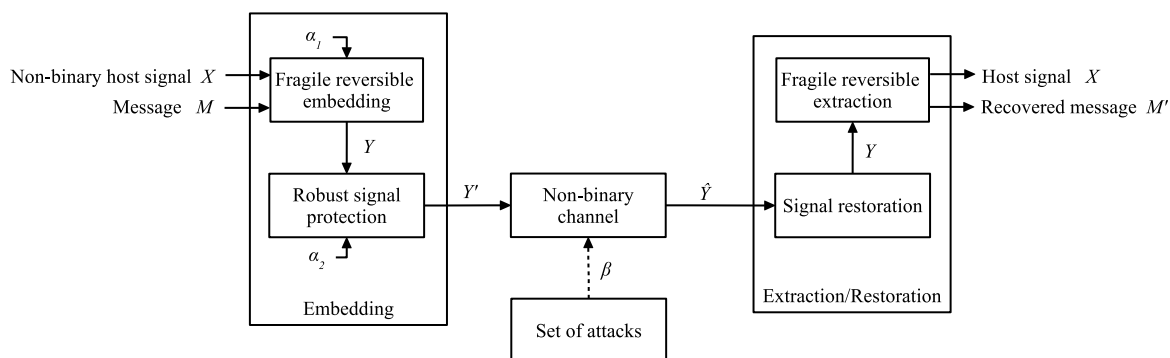 α1
Non-binary host signal X
Message M
Fragile reversible
embedding
Y
Robust signal
protection
α2
Embedding
Y′
Non-binary
channel
β
Set of attacks
Ŷ
Fragile reversible
extraction
Host signal X
Recovered message M′
Y
Signal restoration
Extraction/Restoration